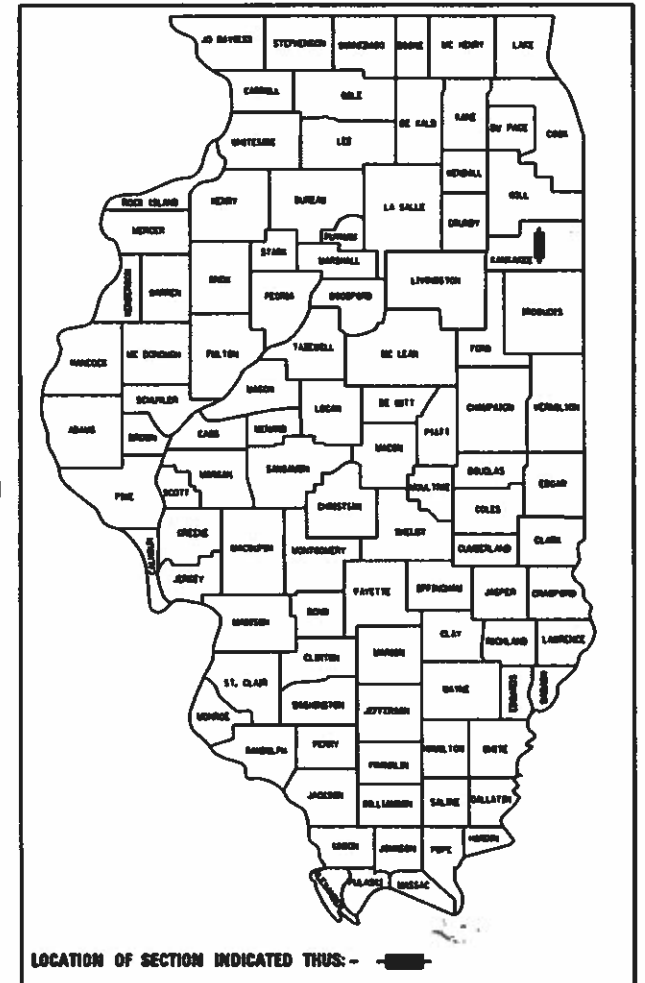 JO DAVIESS STEPHENSON WINNEBAGO BOONE MC HENRY LAKE
CARROLL OGLE DE KALB KANE DU PAGE COOK
WHITESIDE LEE KENDALL WILL
ROCK ISLAND HENRY BUREAU LA SALLE GRUNDY
MERCER PUTNAM KANKAKEE
STARK MARSHALL LIVINGSTON
HENDERSON WARREN KNOX PEORIA WOODFORD IROQUOIS
HANCOCK MC DONOUGH FULTON TAZEWELL MC LEAN FORD
SCHUYLER MASON LOGAN DE WITT CHAMPAIGN VERMILION
ADAMS BROWN CASS MENARD MACON PIATT
PIKE SCOTT MORGAN SANGAMON CHRISTIAN MOULTRIE DOUGLAS EDGAR
COLES
GREENE MACOUPIN MONTGOMERY SHELBY CUMBERLAND CLARK
CALHOUN JERSEY FAYETTE EFFINGHAM JASPER CRAWFORD
MADISON BOND CLAY RICHLAND LAWRENCE
CLINTON MARION
ST. CLAIR WASHINGTON WAYNE EDWARDS WABASH
MONROE JEFFERSON
RANDOLPH PERRY HAMILTON WHITE
FRANKLIN
JACKSON WILLIAMSON SALINE GALLATIN
UNION JOHNSON POPE HARDIN
ALEXANDER PULASKI MASSAC
LOCATION OF SECTION INDICATED THUS:-